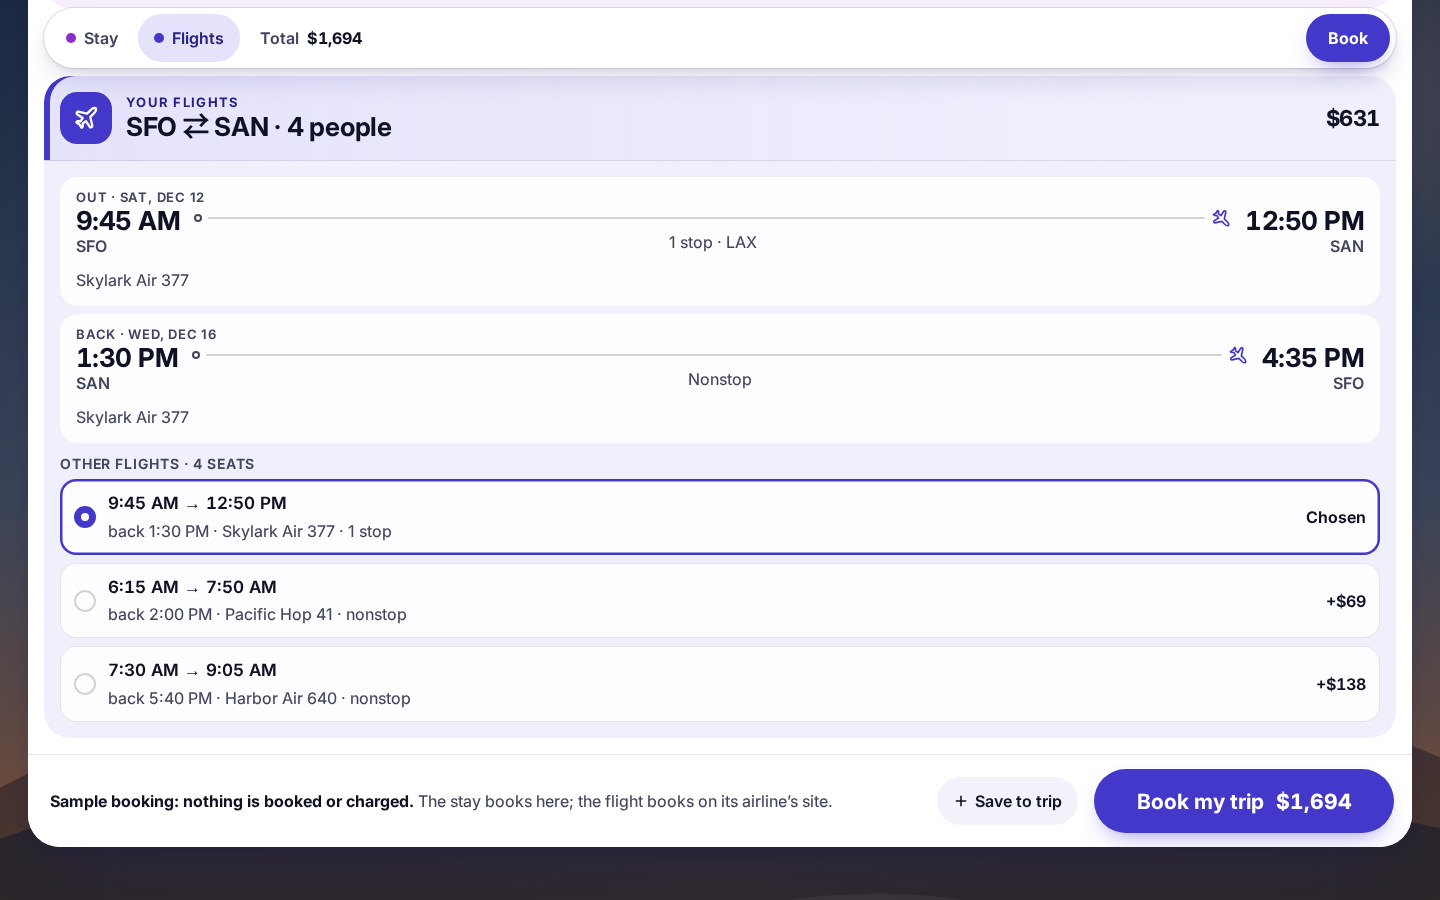 Stay
Flights
Total $1,694
Book
YOUR FLIGHTS
SFO ⇄ SAN · 4 people
$631
OUT · SAT, DEC 12
9:45 AM
12:50 PM
SFO
1 stop · LAX
SAN
Skylark Air 377
BACK · WED, DEC 16
1:30 PM
4:35 PM
SAN
Nonstop
SFO
Skylark Air 377
OTHER FLIGHTS · 4 SEATS
9:45 AM → 12:50 PM
back 1:30 PM · Skylark Air 377 · 1 stop
Chosen
6:15 AM → 7:50 AM
back 2:00 PM · Pacific Hop 41 · nonstop
+$69
7:30 AM → 9:05 AM
back 5:40 PM · Harbor Air 640 · nonstop
+$138
Sample booking: nothing is booked or charged. The stay books here; the flight books on its airline’s site.
+ Save to trip
Book my trip $1,694